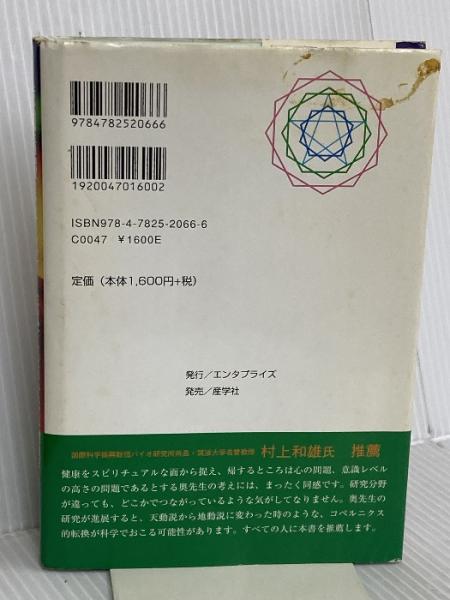 9784782520666
1920047016002
ISBN978-4-7825-2066-6
C0047 ¥1600E
定価（本体1,600円+税）
発行／エンタプライズ
発売／産学社
国際科学振興財団バイオ研究所所長・筑波大学名誉教授 村上和雄氏 推薦
健康をスピリチュアルな面から捉え、帰するところは心の問題、意識レベル
の高さの問題であるとする奥先生の考えには、まったく同感です。研究分野
が違っても、どこかでつながっているような気がしてなりません。奥先生の
研究が進展すると、天動説から地動説に変わった時のような、コペルニクス
的転換が科学でおこる可能性があります。すべての人に本書を推薦します。